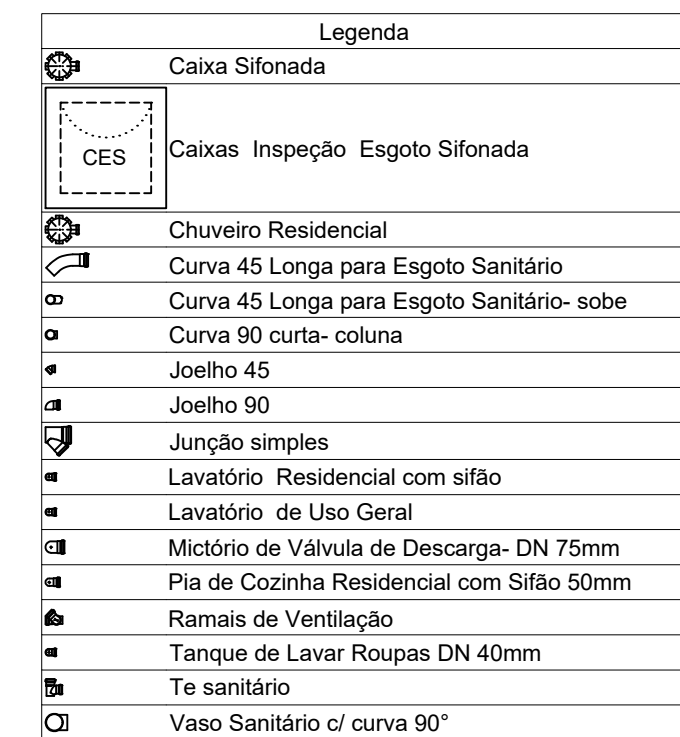 Legenda
Caixa Sifonada
CES
Caixas Inspeção Esgoto Sifonada
Chuveiro Residencial
Curva 45 Longa para Esgoto Sanitário
Curva 45 Longa para Esgoto Sanitário- sobe
Curva 90 curta- coluna
Joelho 45
Joelho 90
Junção simples
Lavatório Residencial com sifão
Lavatório de Uso Geral
Mictório de Válvula de Descarga- DN 75mm
Pia de Cozinha Residencial com Sifão 50mm
Ramais de Ventilação
Tanque de Lavar Roupas DN 40mm
Te sanitário
Vaso Sanitário c/ curva 90°